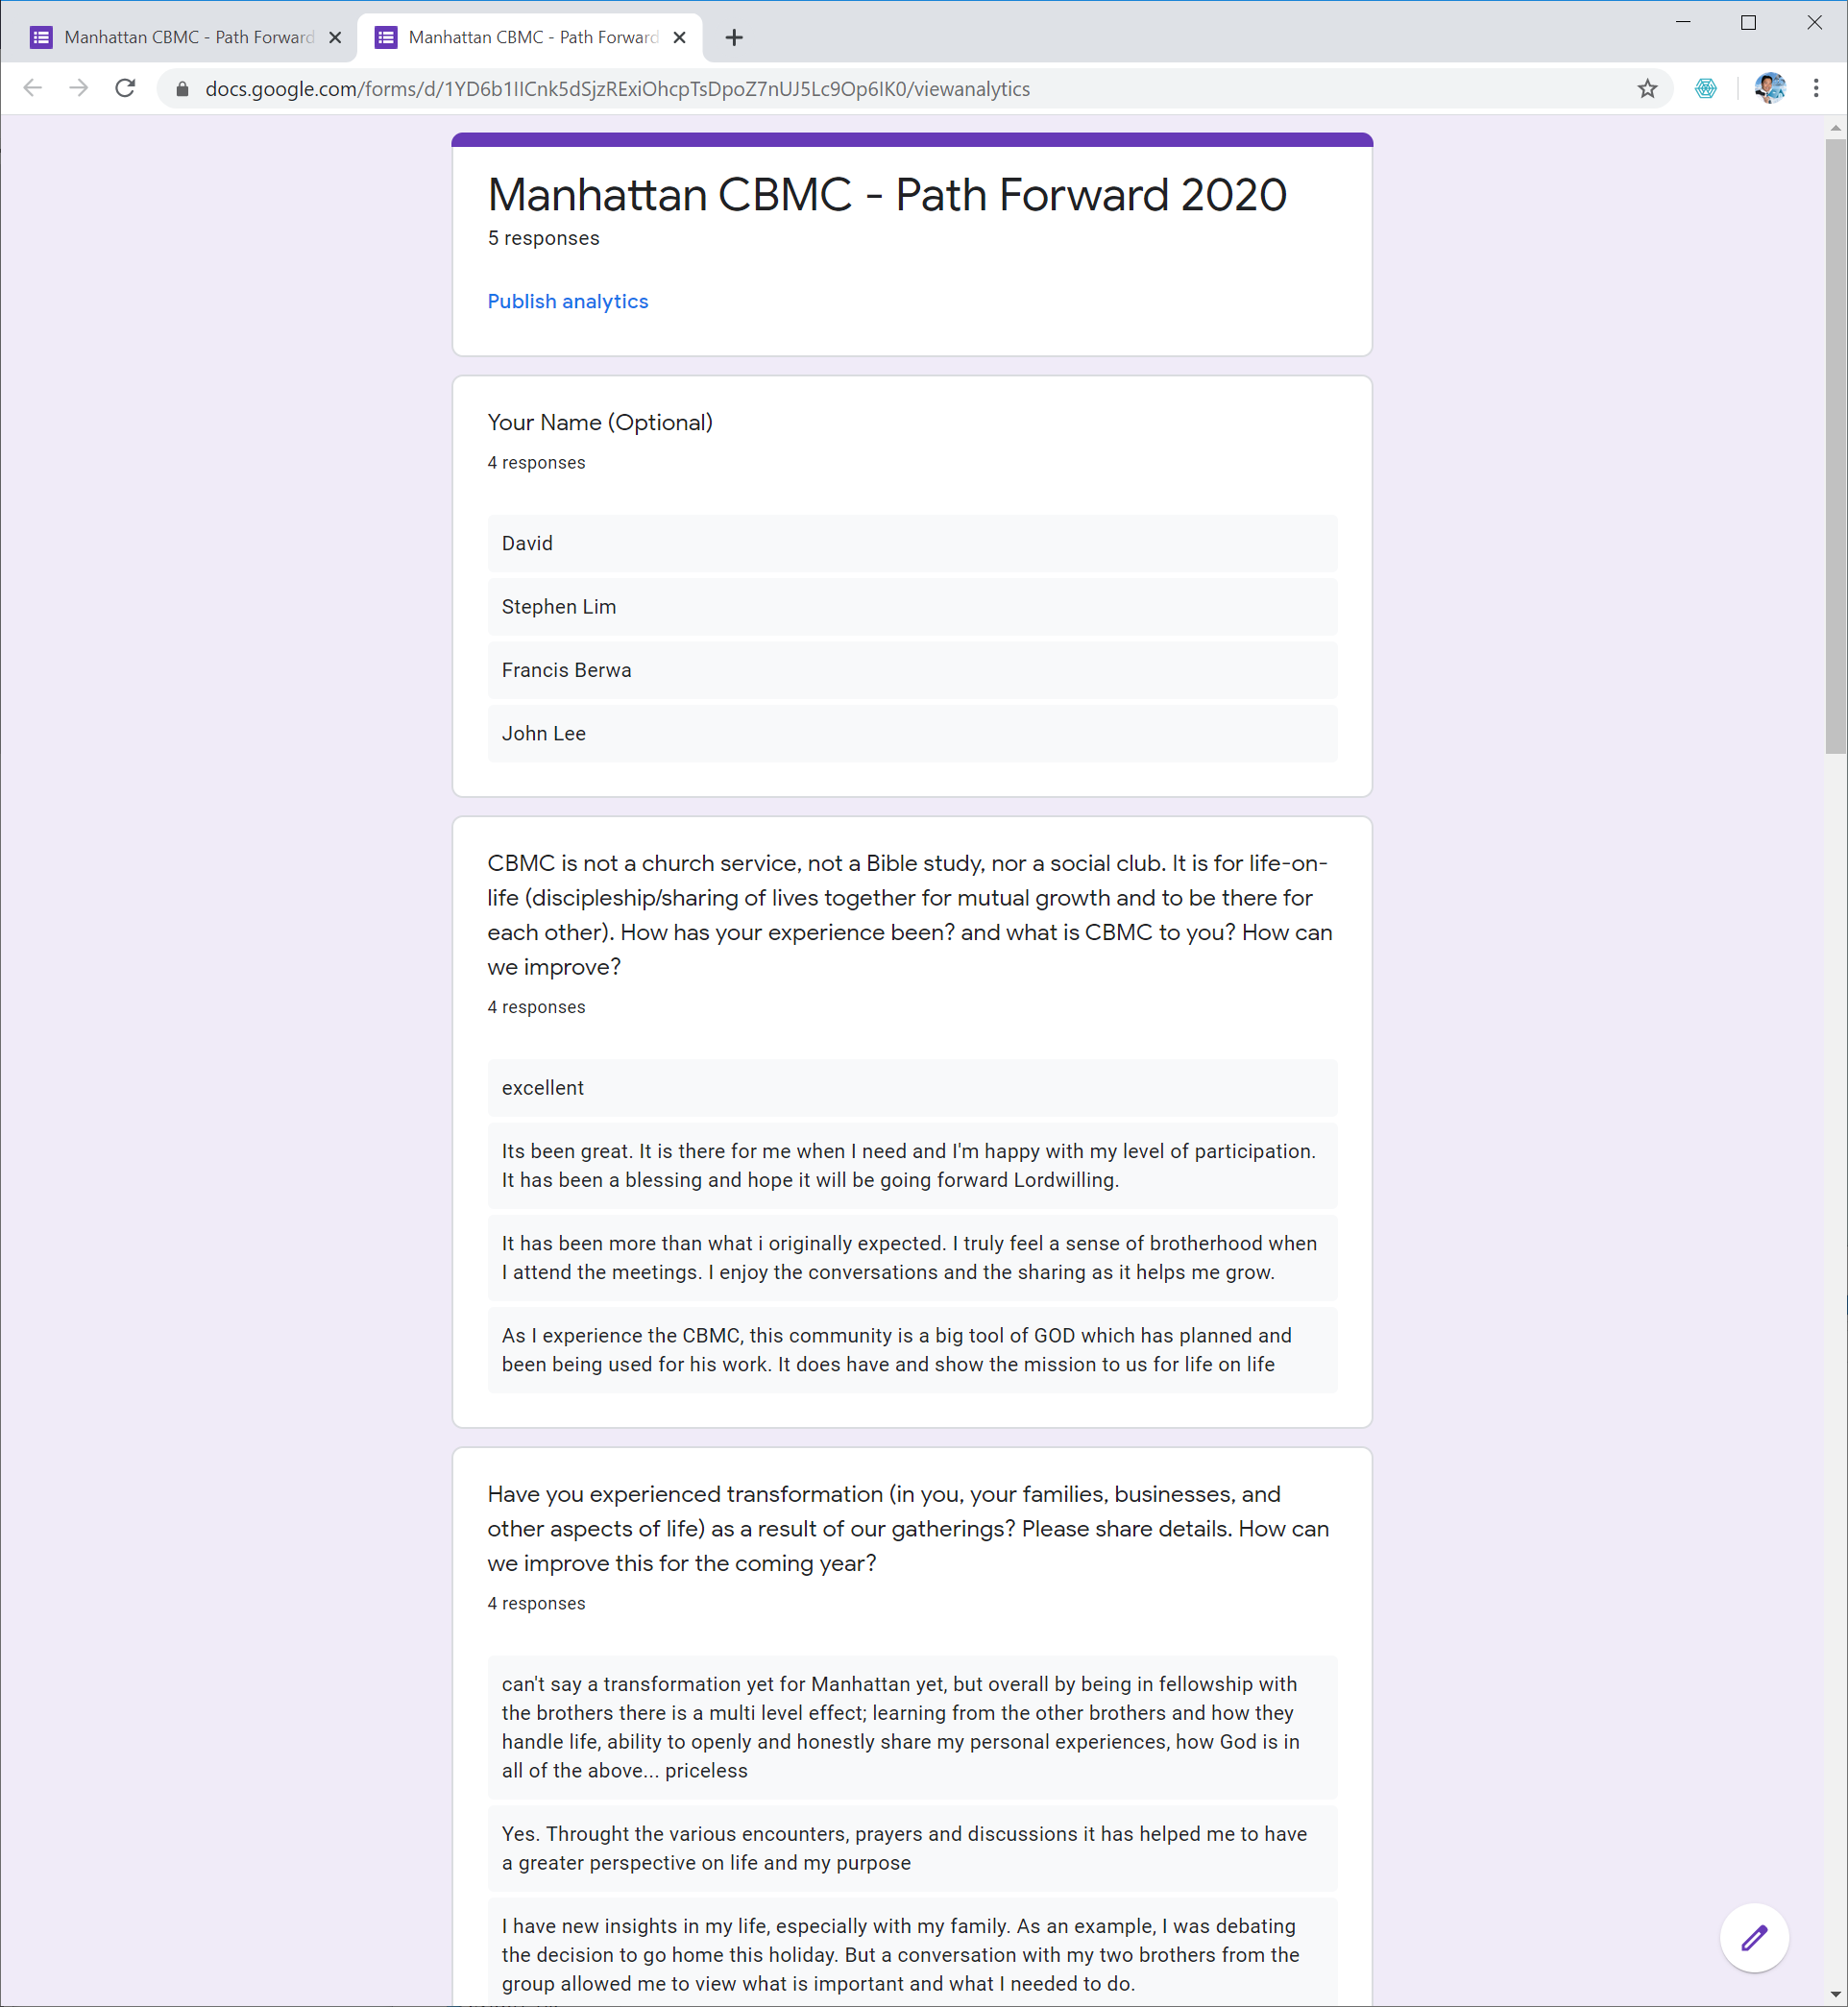 Manhattan CBMC - Path Forward
Manhattan CBMC - Path Forward
docs.google.com/forms/d/1YD6b1IICnk5dSjzRExiOhcpTsDpoZ7nUJ5Lc9Op6IK0/viewanalytics
Manhattan CBMC - Path Forward 2020
5 responses
Publish analytics
Your Name (Optional)
4 responses
David
Stephen Lim
Francis Berwa
John Lee
CBMC is not a church service, not a Bible study, nor a social club. It is for life-on-
life (discipleship/sharing of lives together for mutual growth and to be there for
each other). How has your experience been? and what is CBMC to you? How can
we improve?
4 responses
excellent
Its been great. It is there for me when I need and I'm happy with my level of participation.
It has been a blessing and hope it will be going forward Lordwilling.
It has been more than what i originally expected. I truly feel a sense of brotherhood when
I attend the meetings. I enjoy the conversations and the sharing as it helps me grow.
As I experience the CBMC, this community is a big tool of GOD which has planned and
been being used for his work. It does have and show the mission to us for life on life
Have you experienced transformation (in you, your families, businesses, and
other aspects of life) as a result of our gatherings? Please share details. How can
we improve this for the coming year?
4 responses
can't say a transformation yet for Manhattan yet, but overall by being in fellowship with
the brothers there is a multi level effect; learning from the other brothers and how they
handle life, ability to openly and honestly share my personal experiences, how God is in
all of the above... priceless
Yes. Throught the various encounters, prayers and discussions it has helped me to have
a greater perspective on life and my purpose
I have new insights in my life, especially with my family. As an example, I was debating
the decision to go home this holiday. But a conversation with my two brothers from the
group allowed me to view what is important and what I needed to do.